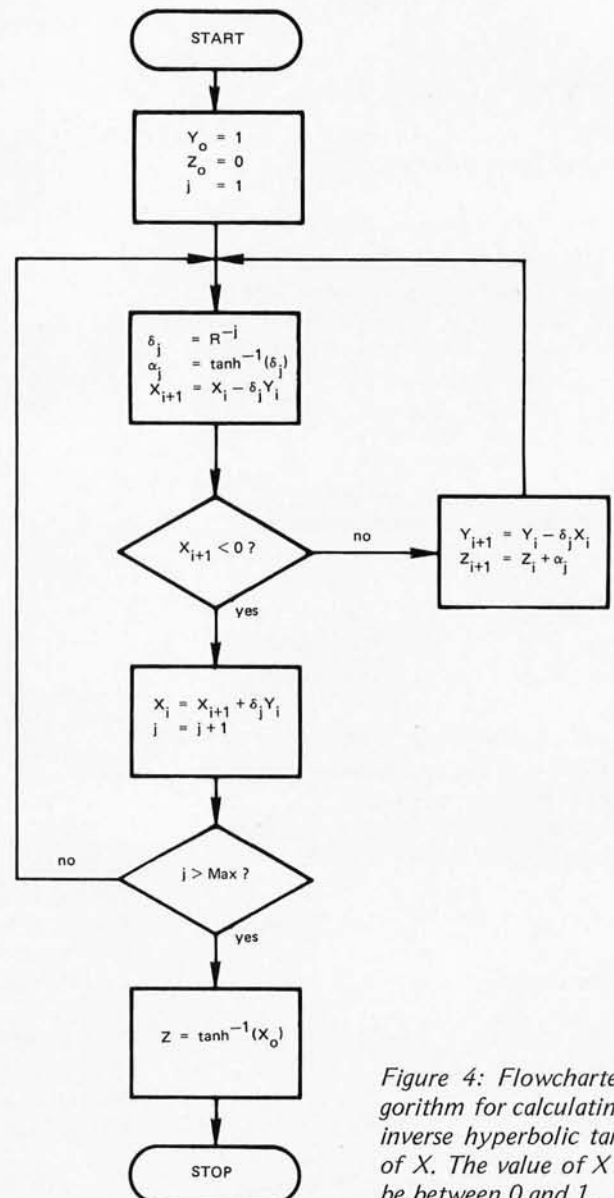 START
Y₀ = 1
Z₀ = 0
j = 1
δⱼ = R⁻ʲ
αⱼ = tanh⁻¹(δⱼ)
Xᵢ₊₁ = Xᵢ − δⱼYᵢ
Xᵢ₊₁ < 0 ?
no
Yᵢ₊₁ = Yᵢ − δⱼXᵢ
Zᵢ₊₁ = Zᵢ + αⱼ
yes
Xᵢ = Xᵢ₊₁ + δⱼYᵢ
j = j + 1
no
j > Max ?
yes
Z = tanh⁻¹(X₀)
STOP
Figure 4: Flowcharte
gorithm for calculatin
inverse hyperbolic tan
of X. The value of X
be between 0 and 1